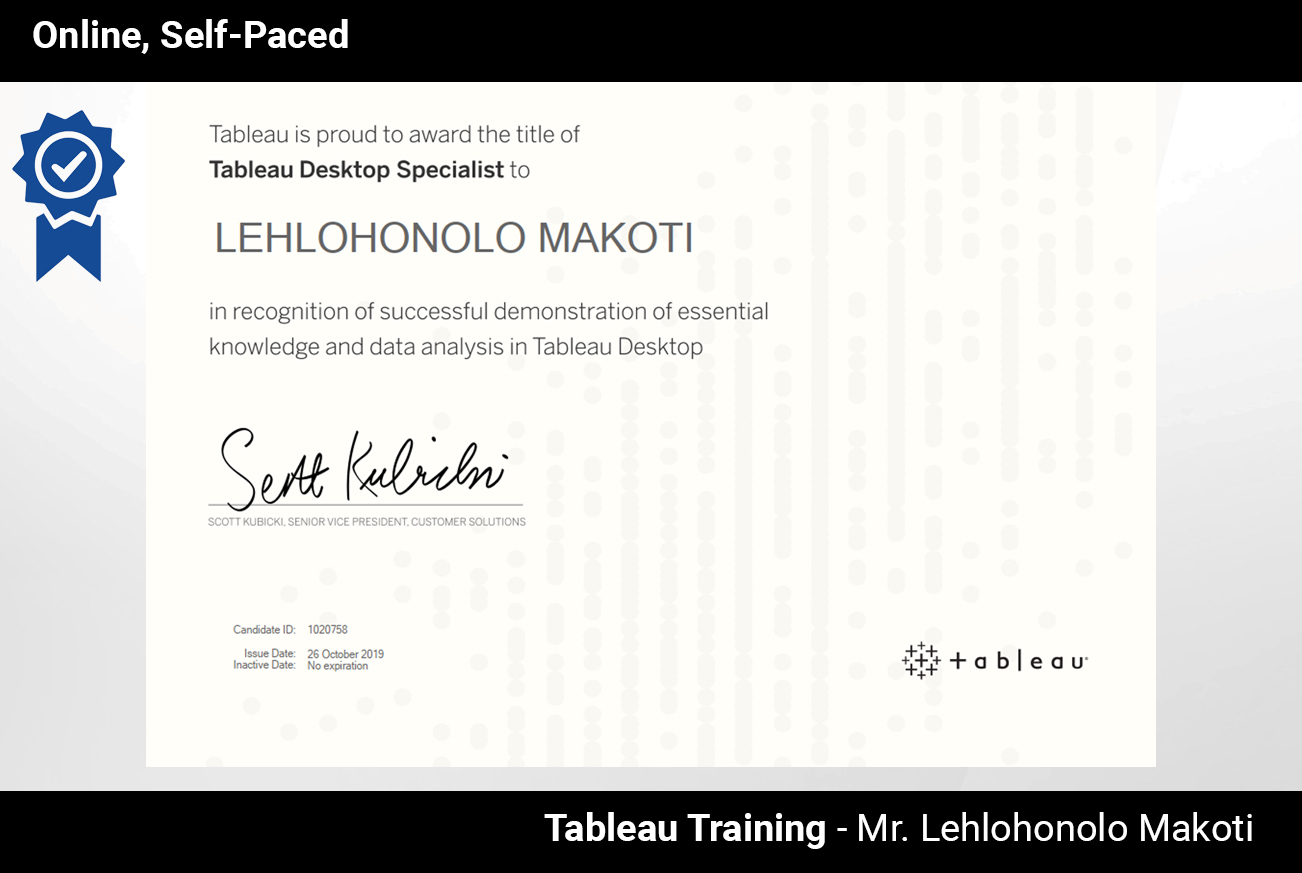 Online, Self-Paced
Tableau is proud to award the title of
Tableau Desktop Specialist to
LEHLOHONOLO MAKOTI
in recognition of successful demonstration of essential
knowledge and data analysis in Tableau Desktop
Scott Kubicki
SCOTT KUBICKI, SENIOR VICE PRESIDENT, CUSTOMER SOLUTIONS
Candidate ID: 1020758
Issue Date: 26 October 2019
Inactive Date: No expiration
+ableau®
Tableau Training - Mr. Lehlohonolo Makoti